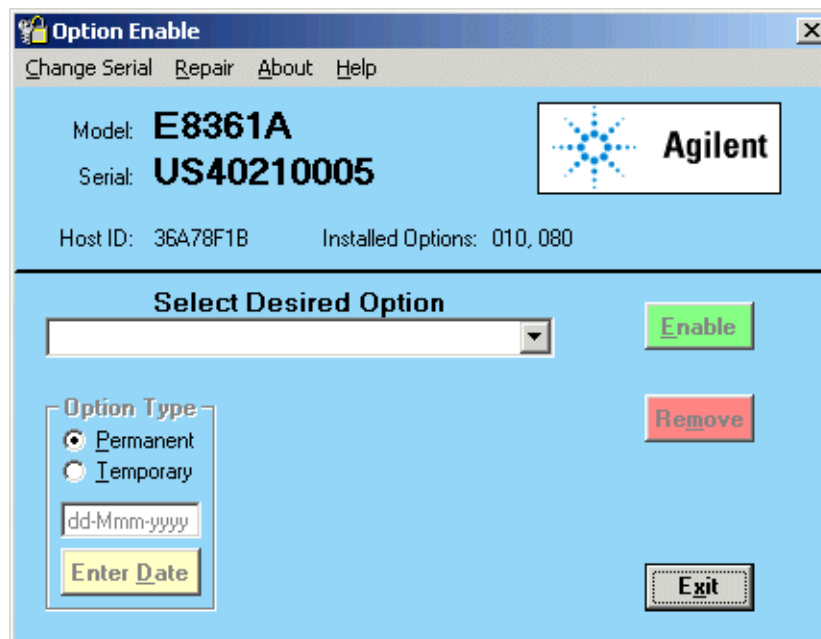 Option Enable
Change Serial Repair About Help
Model: E8361A
Serial: US40210005
Agilent
Host ID: 36A78F1B Installed Options: 010, 080
Select Desired Option
Enable
Option Type
Permanent
Temporary
dd-Mmm-yyyy
Enter Date
Remove
Exit